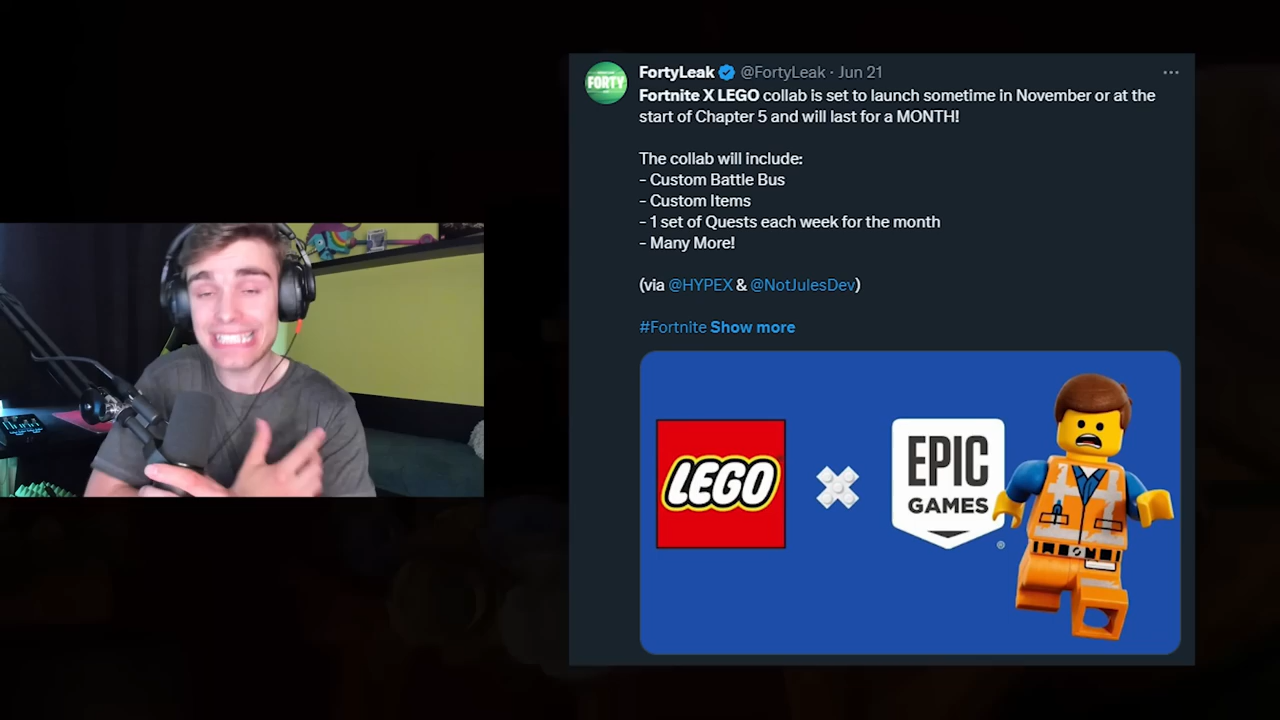 FORTY
FortyLeak @FortyLeak · Jun 21
Fortnite X LEGO collab is set to launch sometime in November or at the
start of Chapter 5 and will last for a MONTH!
The collab will include:
- Custom Battle Bus
- Custom Items
- 1 set of Quests each week for the month
- Many More!
(via @HYPEX & @NotJulesDev)
#Fortnite Show more
LEGO
EPIC
GAMES
®